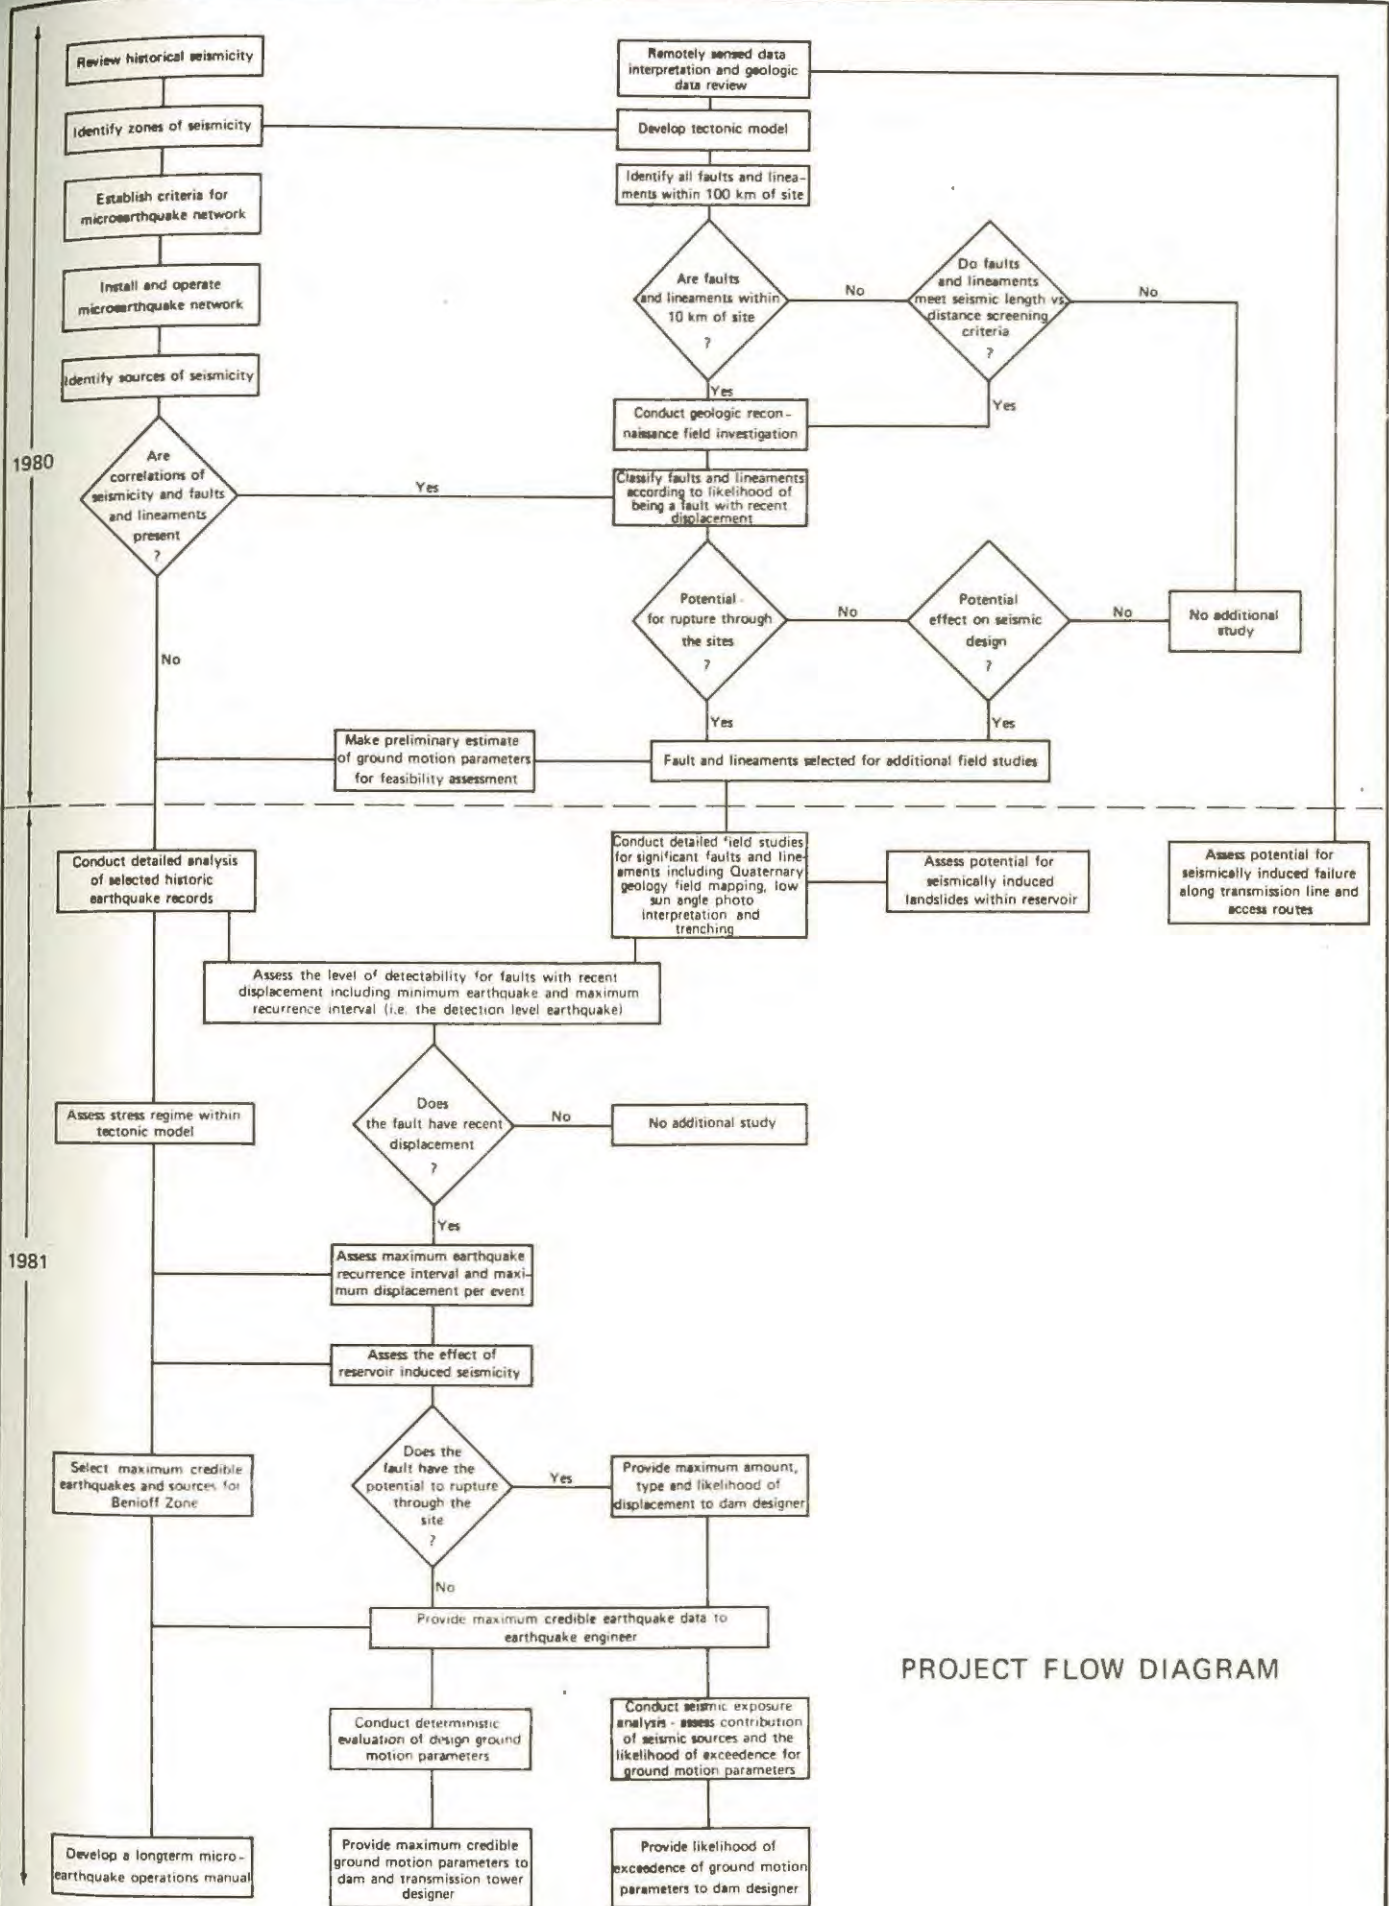 Review historical seismicity
Identify zones of seismicity
Establish criteria for
microearthquake network
Install and operate
microearthquake network
Identify sources of seismicity
Are
correlations of
seismicity and faults
and lineaments
present
?
Yes
No
1980
Remotely sensed data
interpretation and geologic
data review
Develop tectonic model
Identify all faults and linea-
ments within 100 km of site
Are faults
and lineaments within
10 km of site
?
No
Yes
Do faults
and lineaments
meet seismic length vs
distance screening
criteria
?
No
Yes
Conduct geologic recon-
naissance field investigation
Classify faults and lineaments
according to likelihood of
being a fault with recent
displacement
Potential
for rupture through
the sites
?
No
Yes
Potential
effect on seismic
design
?
No
Yes
No additional
study
Make preliminary estimate
of ground motion parameters
for feasibility assessment
Fault and lineaments selected for additional field studies
1981
Conduct detailed analysis
of selected historic
earthquake records
Conduct detailed field studies
for significant faults and line-
aments including Quaternary
geology field mapping, low
sun angle photo
interpretation and
trenching
Assess potential for
seismically induced
landslides within reservoir
Assess potential for
seismically induced failure
along transmission line and
access routes
Assess the level of detectability for faults with recent
displacement including minimum earthquake and maximum
recurrence interval (i.e. the detection level earthquake)
Assess stress regime within
tectonic model
Does
the fault have recent
displacement
?
No
Yes
No additional study
Assess maximum earthquake
recurrence interval and maxi-
mum displacement per event
Assess the effect of
reservoir induced seismicity
Select maximum credible
earthquakes and sources for
Benioff Zone
Does the
fault have the
potential to rupture
through the
site
?
Yes
No
Provide maximum amount,
type and likelihood of
displacement to dam designer
Provide maximum credible earthquake data to
earthquake engineer
PROJECT FLOW DIAGRAM
Conduct deterministic
evaluation of design ground
motion parameters
Conduct seismic exposure
analysis - assess contribution
of seismic sources and the
likelihood of exceedence for
ground motion parameters
Develop a longterm micro-
earthquake operations manual
Provide maximum credible
ground motion parameters to
dam and transmission tower
designer
Provide likelihood of
exceedence of ground motion
parameters to dam designer